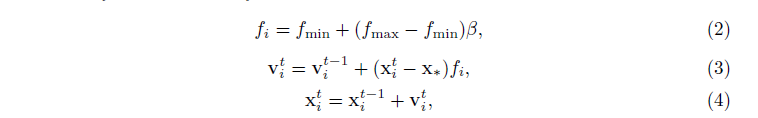 f_i = f_min + (f_max − f_min)β, (2)
v_i^t = v_i^{t−1} + (x_i^t − x_*)f_i, (3)
x_i^t = x_i^{t−1} + v_i^t, (4)